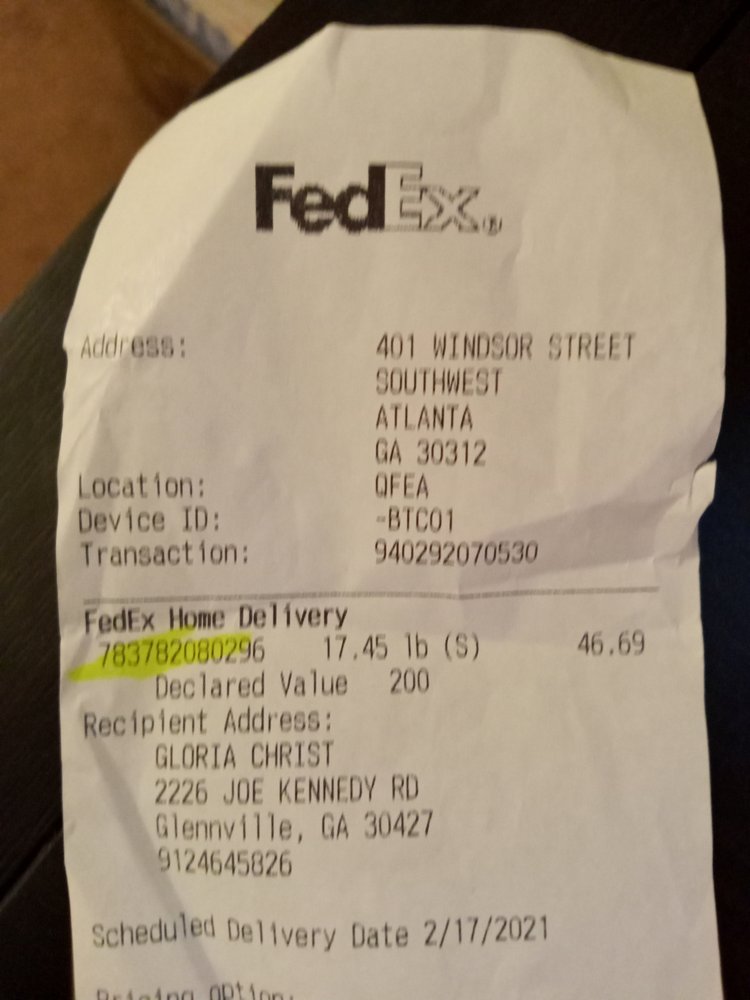 FedEx®
Address: 401 WINDSOR STREET
SOUTHWEST
ATLANTA
GA 30312
Location: QFEA
Device ID: -BTC01
Transaction: 940292070530
FedEx Home Delivery
783782080296 17.45 lb (S) 46.69
Declared Value 200
Recipient Address:
GLORIA CHRIST
2226 JOE KENNEDY RD
Glennville, GA 30427
9124645826
Scheduled Delivery Date 2/17/2021
Pricing Option: